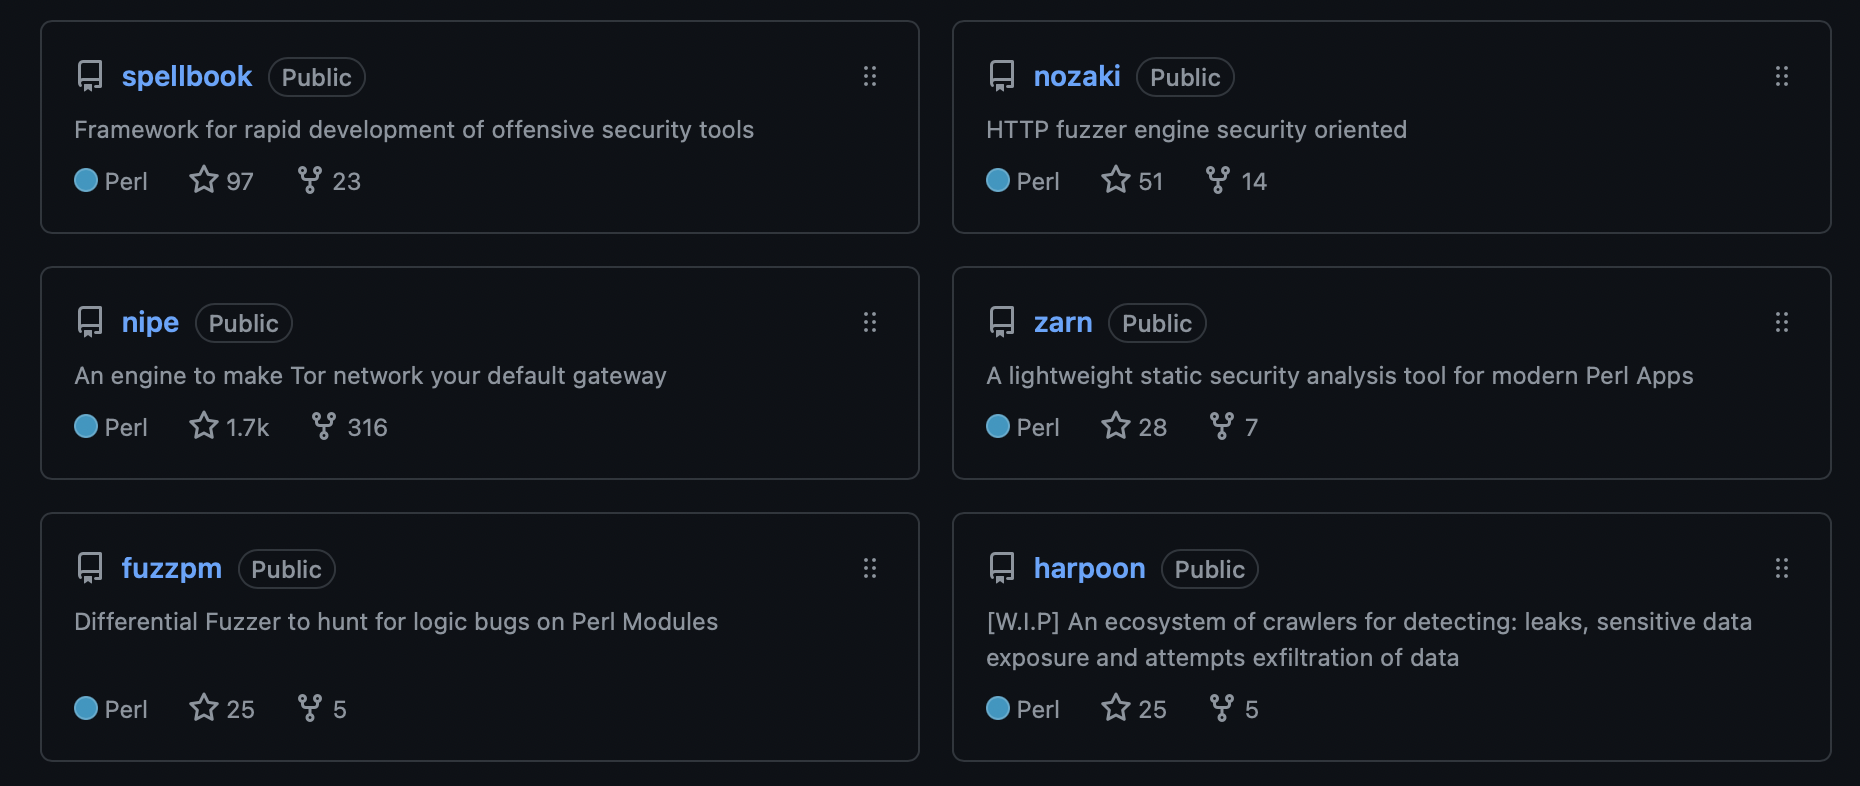 spellbook Public
Framework for rapid development of offensive security tools
Perl 97 23
nozaki Public
HTTP fuzzer engine security oriented
Perl 51 14
nipe Public
An engine to make Tor network your default gateway
Perl 1.7k 316
zarn Public
A lightweight static security analysis tool for modern Perl Apps
Perl 28 7
fuzzpm Public
Differential Fuzzer to hunt for logic bugs on Perl Modules
Perl 25 5
harpoon Public
[W.I.P] An ecosystem of crawlers for detecting: leaks, sensitive data
exposure and attempts exfiltration of data
Perl 25 5